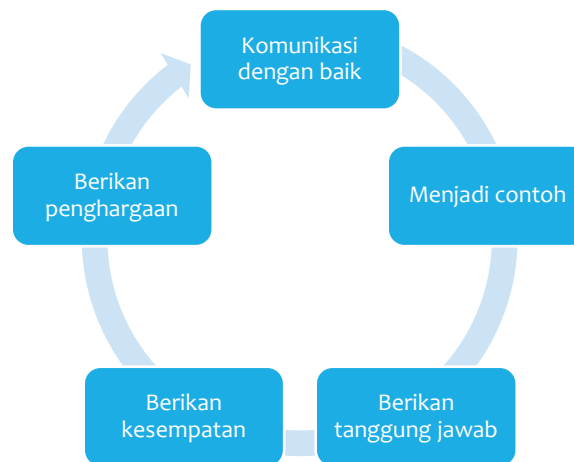 Komunikasi
dengan baik
Menjadi contoh
Berikan
tanggung jawab
Berikan
kesempatan
Berikan
penghargaan